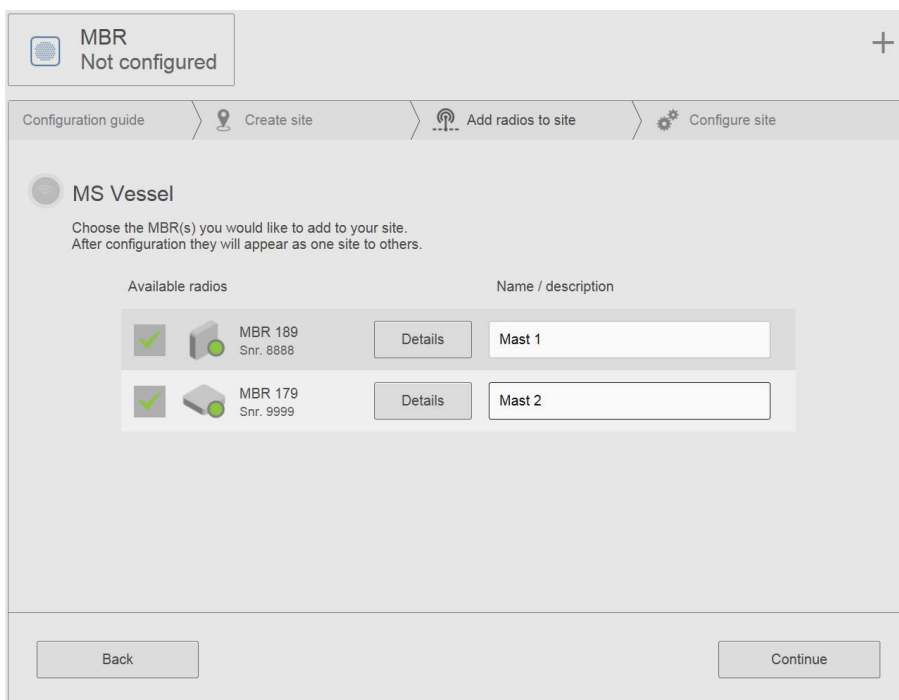 MBR
Not configured
Configuration guide
Create site
Add radios to site
Configure site
MS Vessel
Choose the MBR(s) you would like to add to your site.
After configuration they will appear as one site to others.
Available radios
Name / description
MBR 189
Snr. 8888
Details
Mast 1
MBR 179
Snr. 9999
Details
Mast 2
Back
Continue